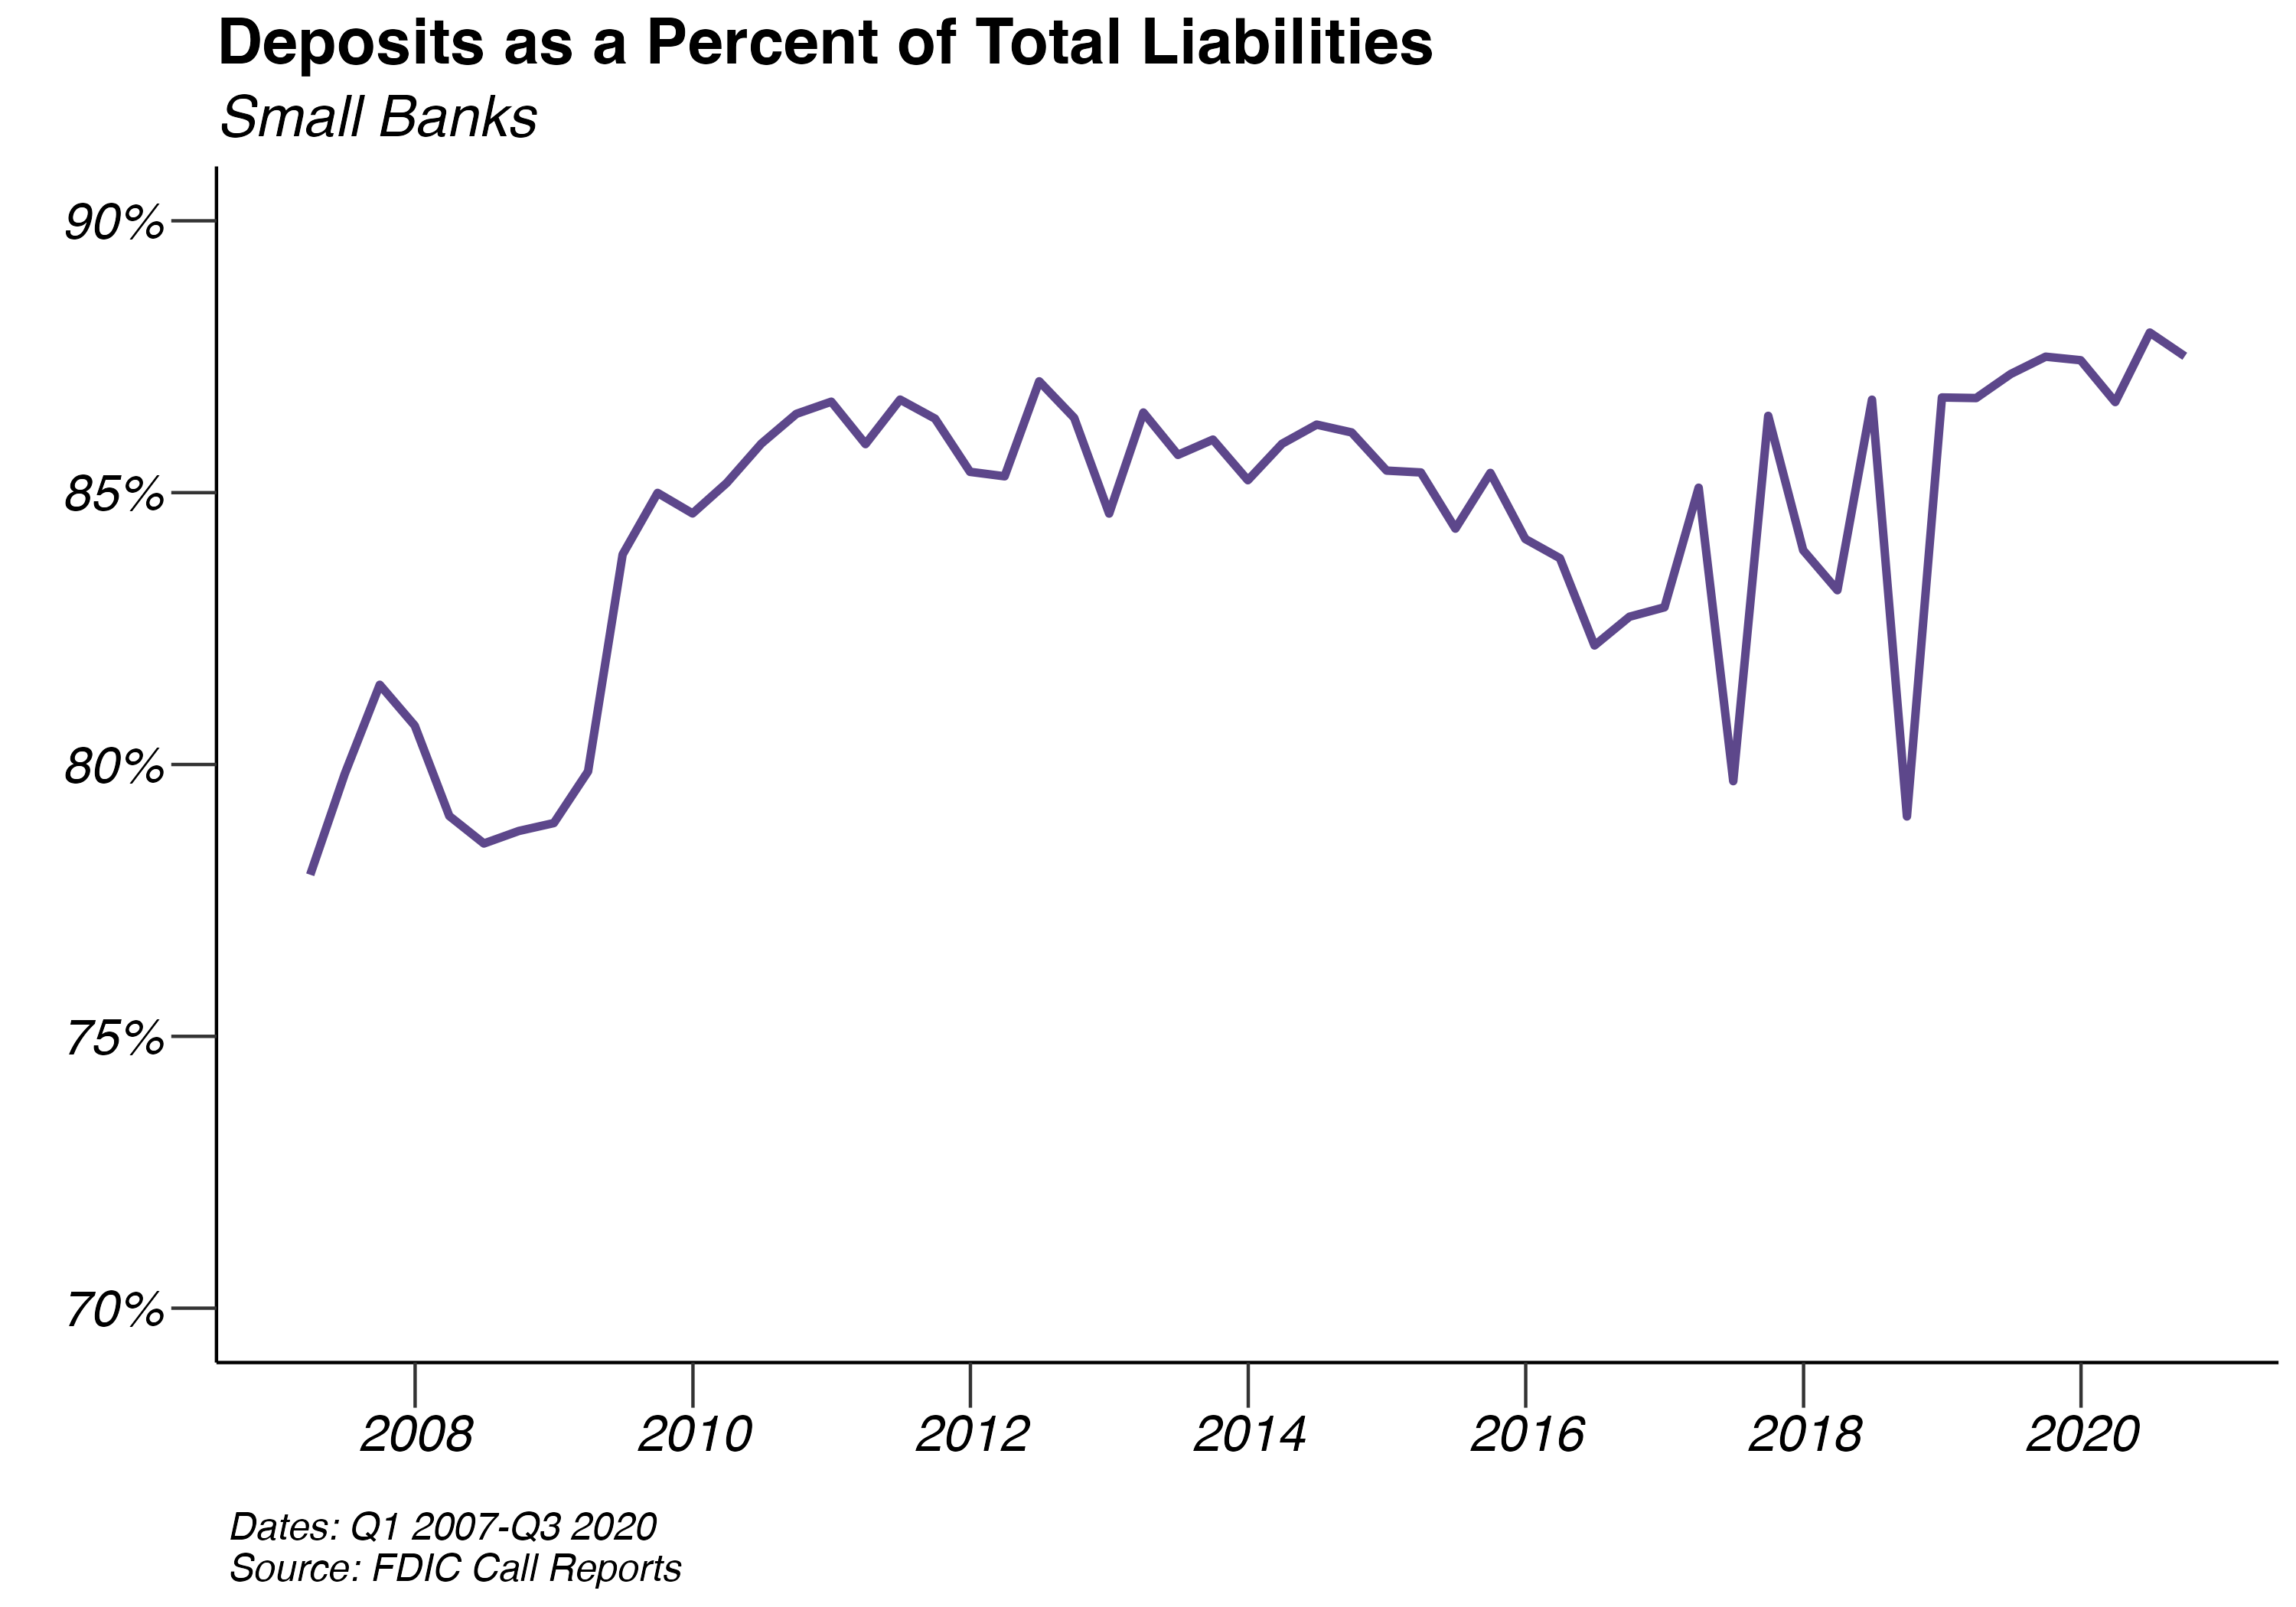 Deposits as a Percent of Total Liabilities
Small Banks
90%
85%
80%
75%
70%
2008 2010 2012 2014 2016 2018 2020
Dates: Q1 2007-Q3 2020
Source: FDIC Call Reports